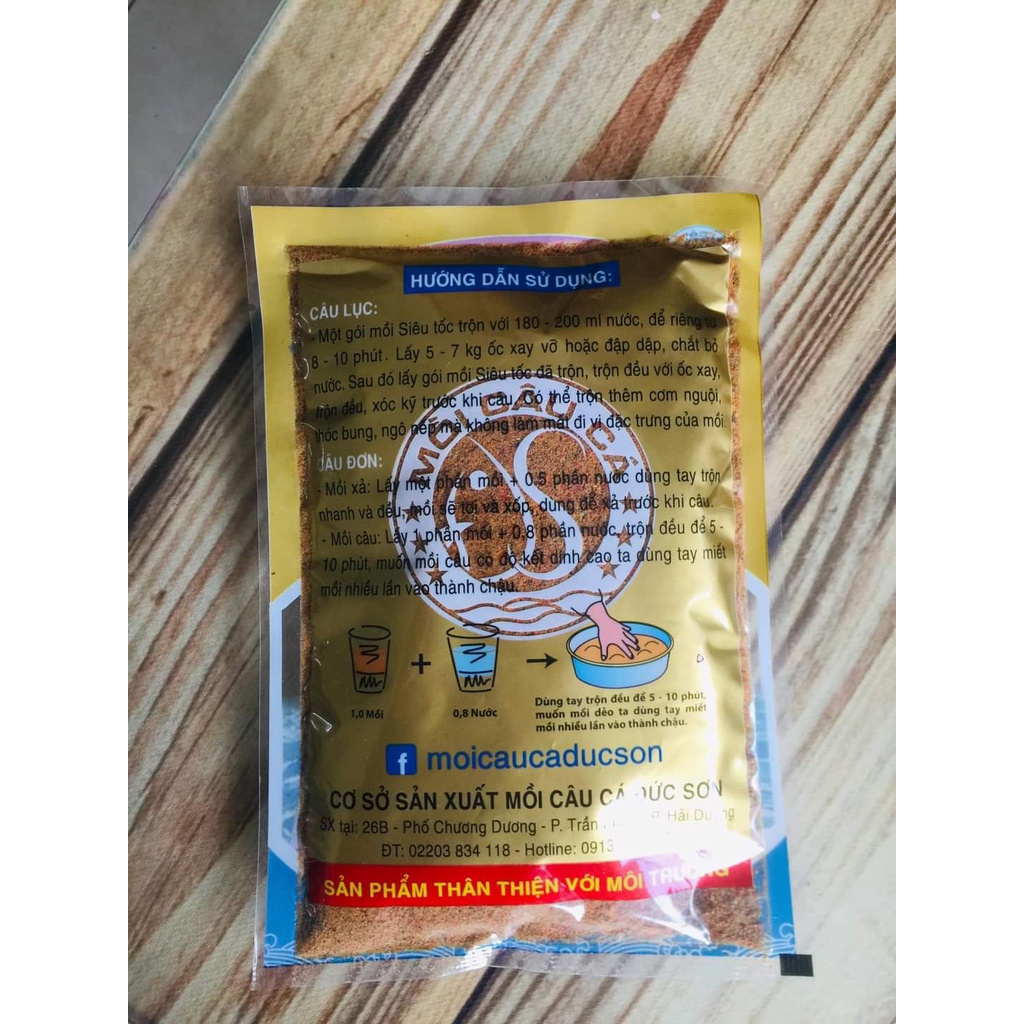 HƯỚNG DẪN SỬ DỤNG:
CÂU LỤC:
- Một gói mồi Siêu tốc trộn với 180 - 200 ml nước, để riêng từ
8 - 10 phút. Lấy 5 - 7 kg ốc xay vỡ hoặc đập dập, chắt bỏ
nước. Sau đó lấy gói mồi Siêu tốc đã trộn, trộn đều với ốc xay,
trộn đều, xóc kỹ trước khi câu. Có thể trộn thêm cơm nguội,
thóc bung, ngô nếp mà không làm mất đi vị đặc trưng của mồi
CÂU ĐƠN:
- Mồi xả: Lấy một phần mồi + 0.5 phần nước dùng tay trộn
nhanh và đều, mồi sẽ tơi và xốp, dùng để xả trước khi câu.
- Mồi câu: Lấy 1 phần mồi + 0,8 phần nước, trộn đều để 5 -
10 phút, muốn mồi câu có độ kết dính cao ta dùng tay miết
mồi nhiều lần vào thành chậu.
MỒI CÂU CÁ
ĐS
+
1,0 Mồi
0,8 Nước
Dùng tay trộn đều để 5 - 10 phút,
muốn mồi dẻo ta dùng tay miết
mồi nhiều lần vào thành chậu.
f moicaucaducson
CƠ SỞ SẢN XUẤT MỒI CÂU CÁ ĐỨC SƠN
SX tại: 26B - Phố Chương Dương - P. Trần Hải Dương
ĐT: 02203 834 118 - Hotline: 0913
SẢN PHẨM THÂN THIỆN VỚI MÔI TRƯỜNG